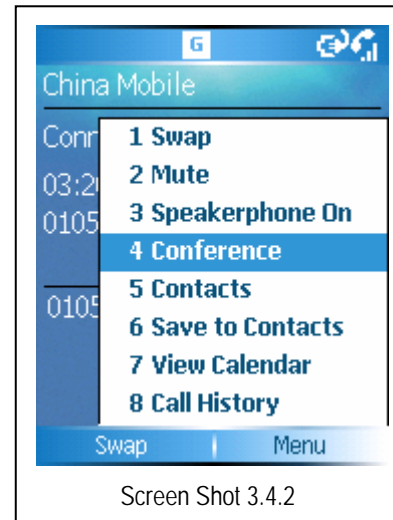 G
China Mobile
Conn
1 Swap
2 Mute
03:20
3 Speakerphone On
0105
4 Conference
5 Contacts
0105
6 Save to Contacts
7 View Calendar
8 Call History
Swap Menu
Screen Shot 3.4.2